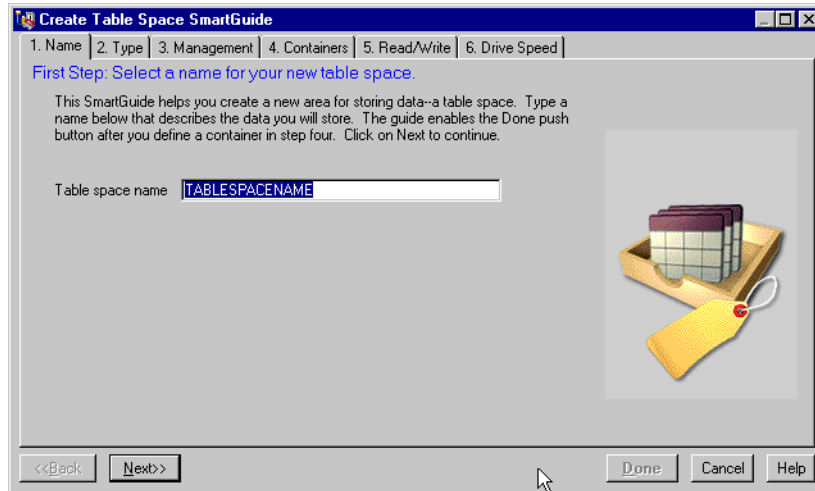 Create Table Space SmartGuide
1. Name 2. Type 3. Management 4. Containers 5. Read/Write 6. Drive Speed
First Step: Select a name for your new table space.
This SmartGuide helps you create a new area for storing data--a table space. Type a
name below that describes the data you will store. The guide enables the Done push
button after you define a container in step four. Click on Next to continue.
Table space name TABLESPACENAME
<<Back Next>> Done Cancel Help